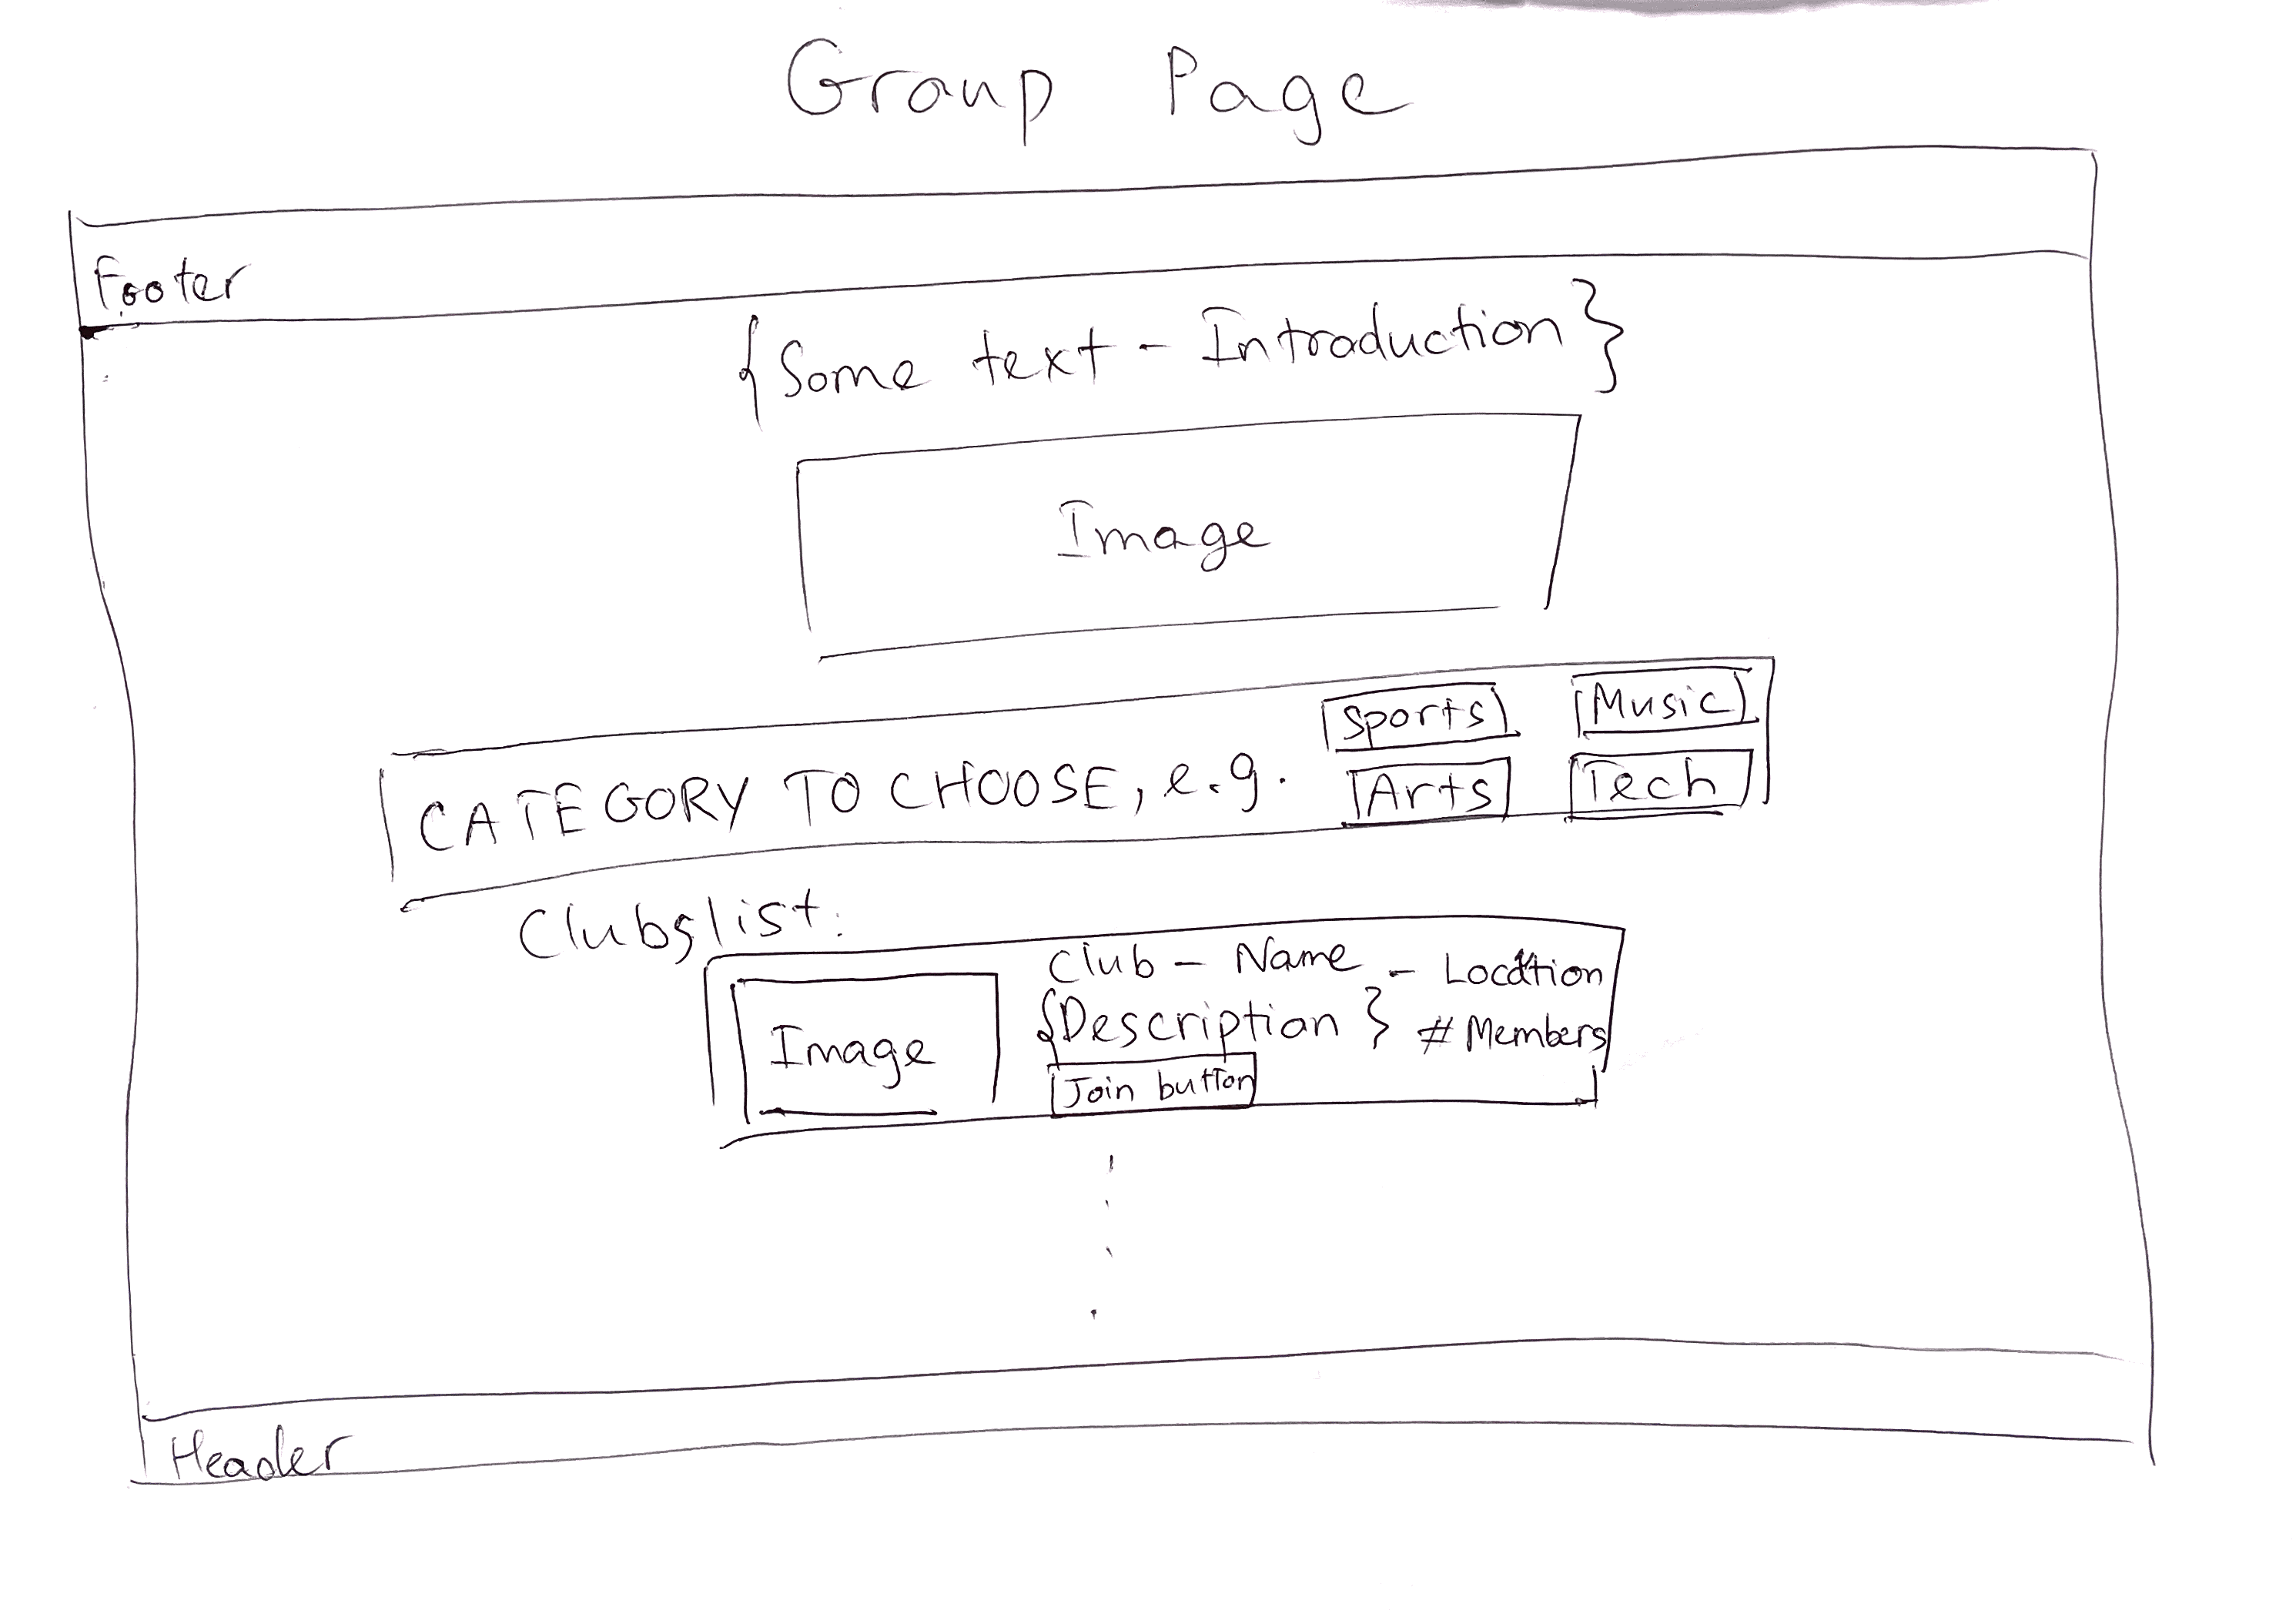 Group Page
Footer
{Some text - Introduction}
Image
Sports Music
CATEGORY TO CHOOSE, e.g. Arts Tech
Clubslist:
Club - Name - Location
Image {Description} # Members
Join button
Header